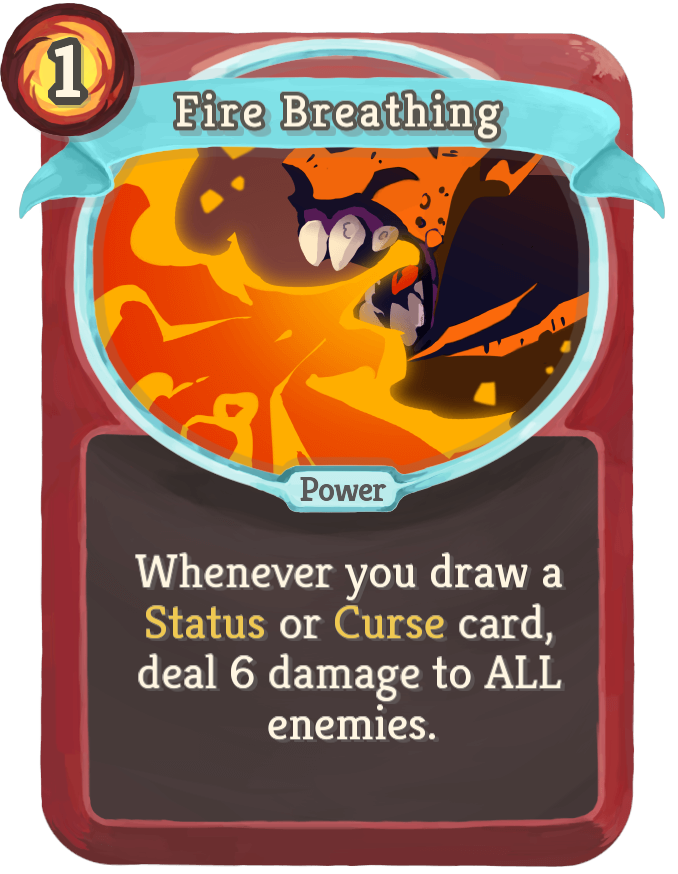 1
Fire Breathing
Power
Whenever you draw a
Status or Curse card,
deal 6 damage to ALL
enemies.